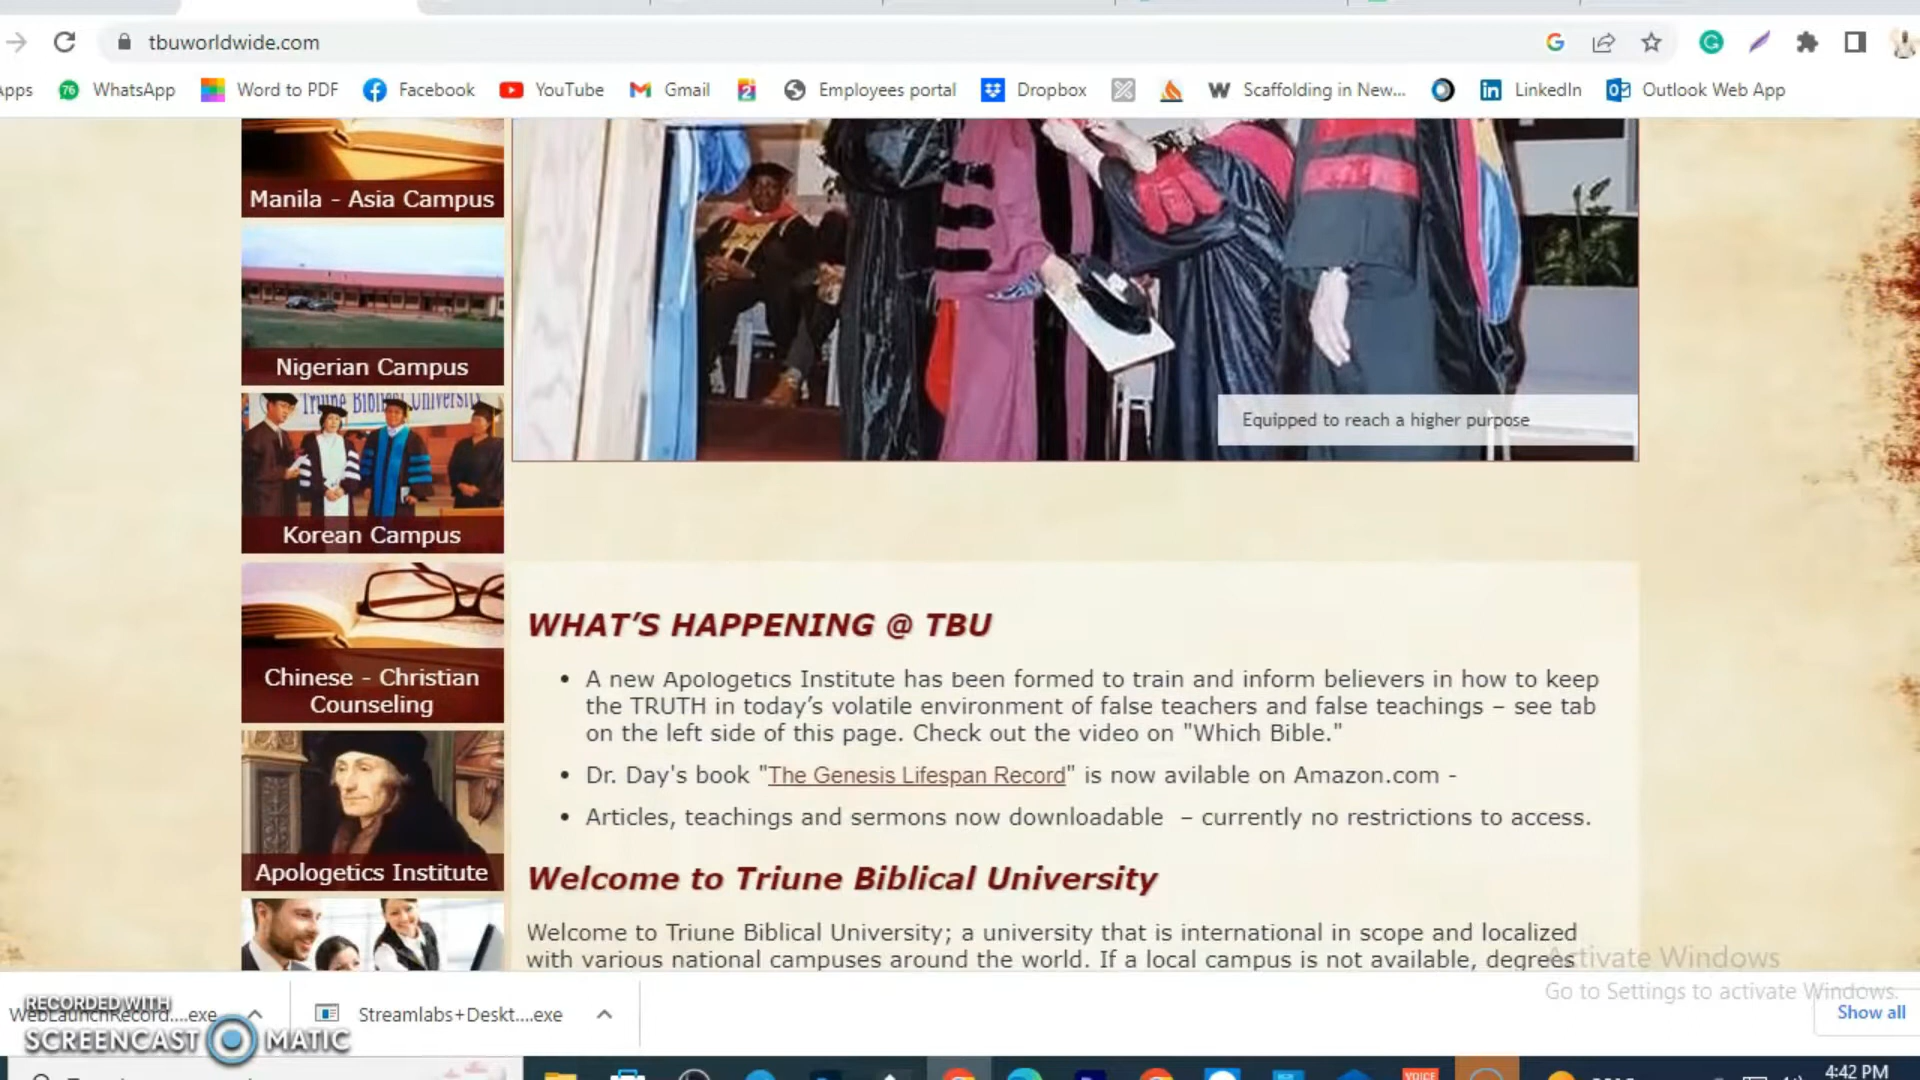 tbuworldwide.com
Apps
WhatsApp
Word to PDF
Facebook
YouTube
Gmail
Employees portal
Dropbox
Scaffolding in New...
LinkedIn
Outlook Web App
Manila - Asia Campus
Nigerian Campus
Triune Biblical University
Korean Campus
Chinese - Christian
Counseling
Apologetics Institute
Equipped to reach a higher purpose
WHAT'S HAPPENING @ TBU
• A new Apologetics Institute has been formed to train and inform believers in how to keep
the TRUTH in today's volatile environment of false teachers and false teachings – see tab
on the left side of this page. Check out the video on "Which Bible."
• Dr. Day's book "The Genesis Lifespan Record" is now avilable on Amazon.com -
• Articles, teachings and sermons now downloadable – currently no restrictions to access.
Welcome to Triune Biblical University
Welcome to Triune Biblical University; a university that is international in scope and localized
with various national campuses around the world. If a local campus is not available, degrees
Activate Windows
Go to Settings to activate Windows.
WebLaunchRecord....exe
Streamlabs+Deskt....exe
Show all
RECORDED WITH
SCREENCAST MATIC
VOICE
4:42 PM